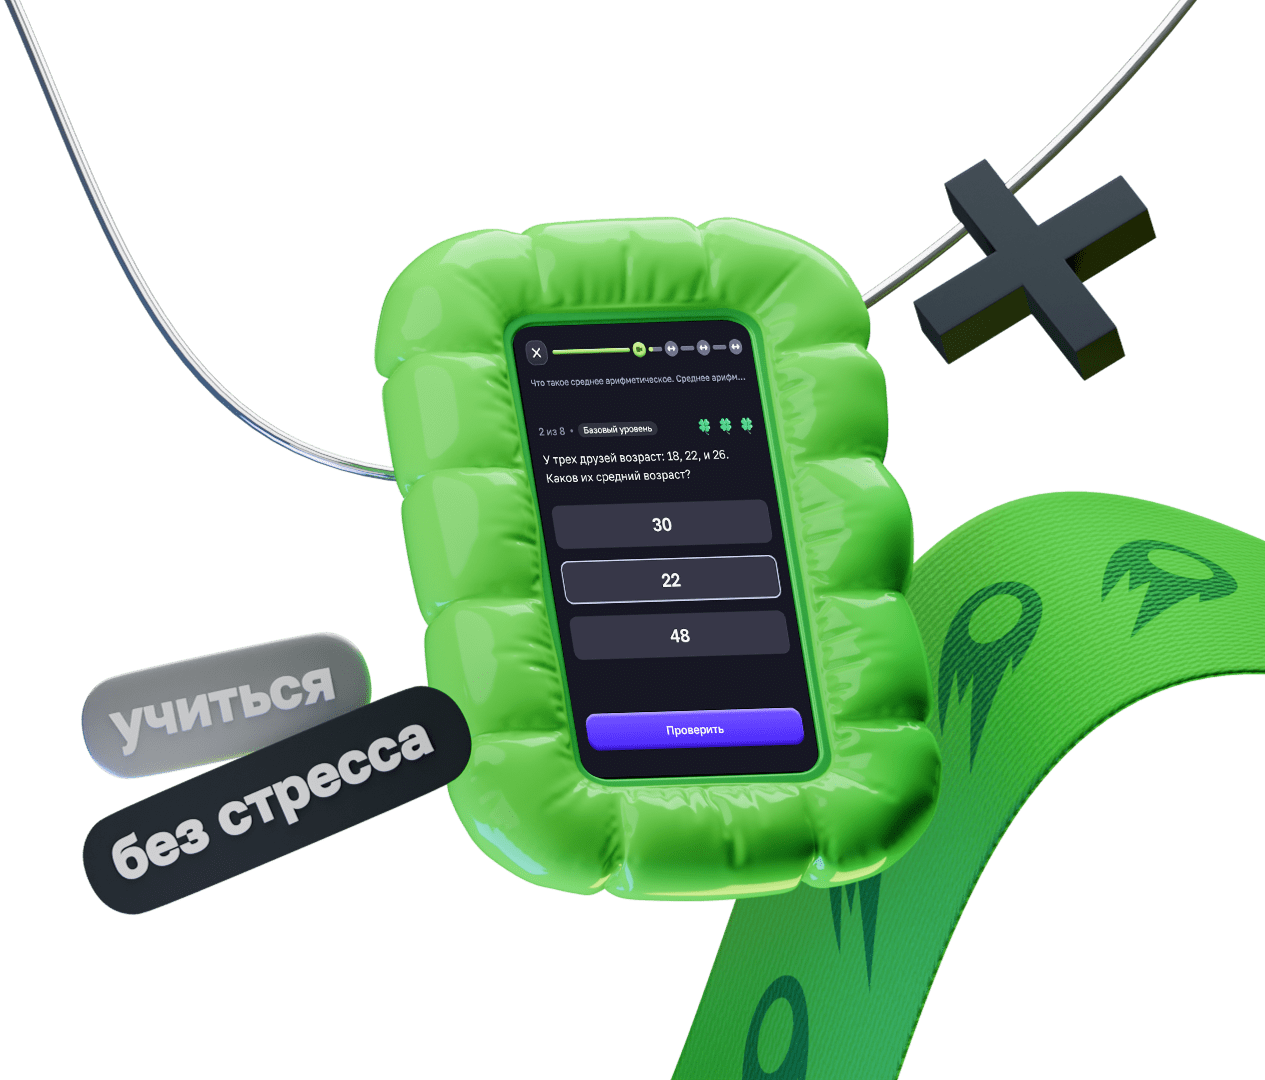 Что такое среднее арифметическое. Среднее арифм...
2 из 8 • Базовый уровень
У трех друзей возраст: 18, 22, и 26.
Каков их средний возраст?
30
22
48
Проверить
учиться
без стресса